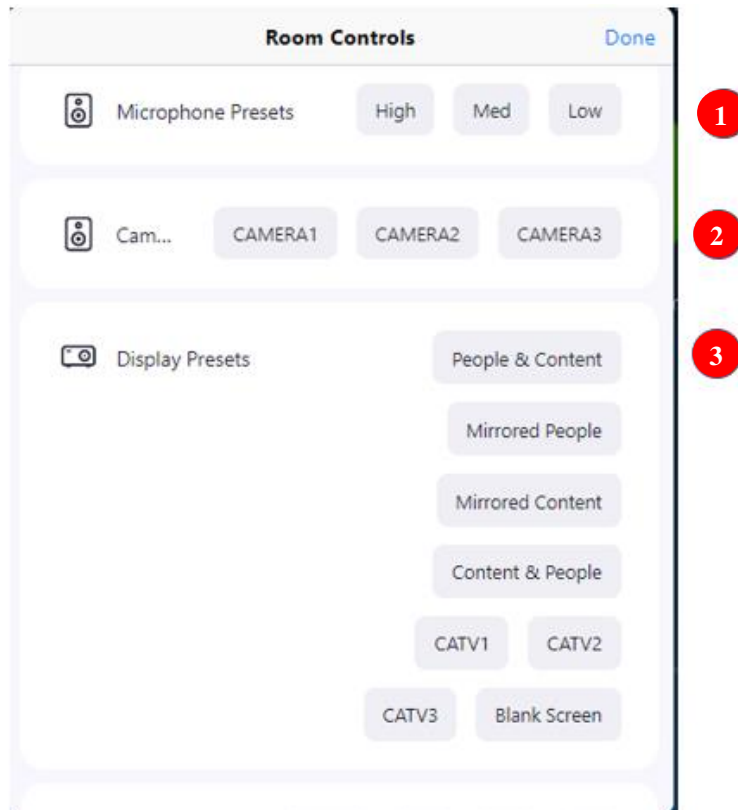 Room Controls Done
Microphone Presets High Med Low 1
Cam... CAMERA1 CAMERA2 CAMERA3 2
Display Presets People & Content 3
Mirrored People
Mirrored Content
Content & People
CATV1 CATV2
CATV3 Blank Screen